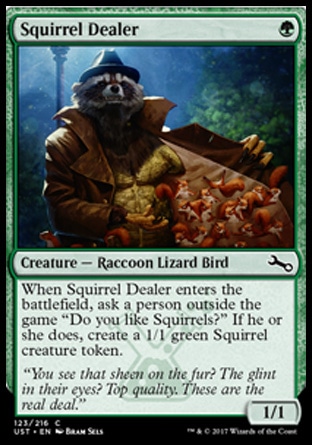 Squirrel Dealer
Creature — Raccoon Lizard Bird
When Squirrel Dealer enters the
battlefield, ask a person outside the
game “Do you like Squirrels?” If he or
she does, create a 1/1 green Squirrel
creature token.
“You see that sheen on the fur? The glint
in their eyes? Top quality. These are the
real deal.”
1/1
123/216 C
UST • EN Bram Sels
™ & © 2017 Wizards of the Coast